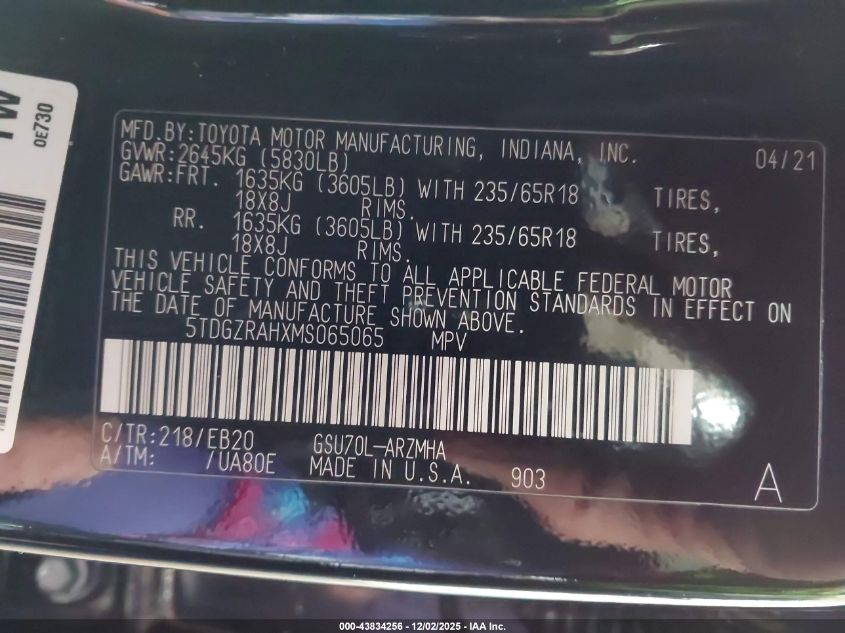 TW
0E730
MFD.BY:TOYOTA MOTOR MANUFACTURING, INDIANA, INC. 04/21
GVWR:2645KG (5830LB)
GAWR:FRT. 1635KG (3605LB) WITH 235/65R18 TIRES,
18X8J RIMS.
RR. 1635KG (3605LB) WITH 235/65R18 TIRES,
18X8J RIMS.
THIS VEHICLE CONFORMS TO ALL APPLICABLE FEDERAL MOTOR
VEHICLE SAFETY AND THEFT PREVENTION STANDARDS IN EFFECT ON
THE DATE OF MANUFACTURE SHOWN ABOVE.
5TDGZRAHXMS065065 MPV
C/TR:218/EB20 GSU70L-ARZMHA
A/TM: /UA80E MADE IN U.S.A. 903
A
000-43834256 - 12/02/2025 - IAA Inc.